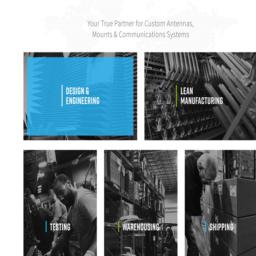 Your True Partner for Custom Antennas,
Mounts & Communications Systems
DESIGN &
ENGINEERING
LEAN
MANUFACTURING
TESTING
WAREHOUSING
SHIPPING